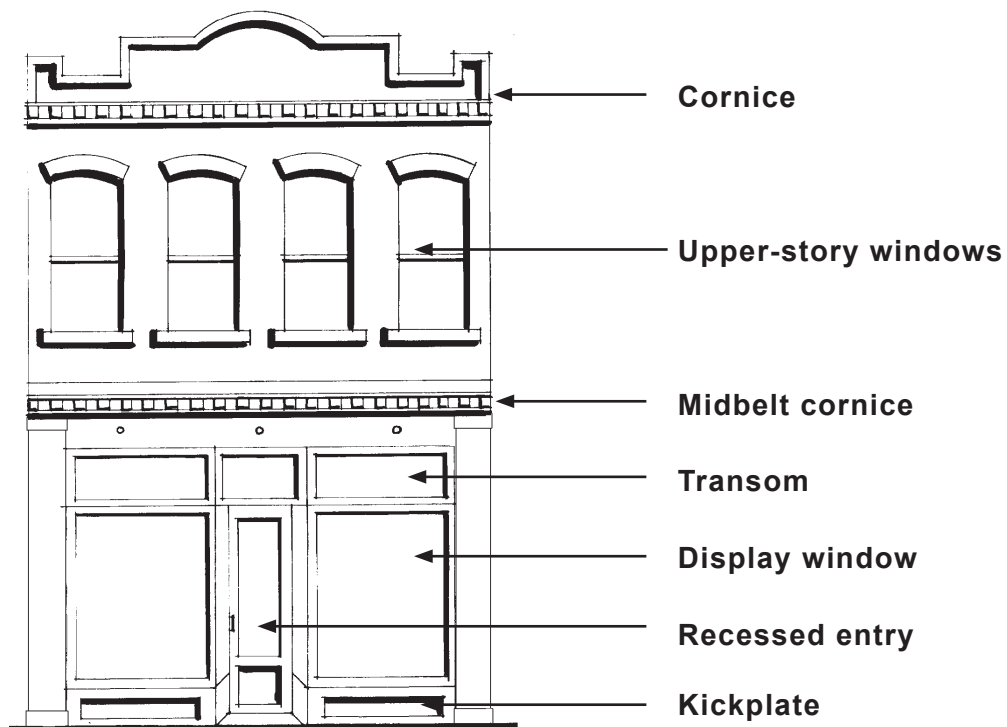 Cornice
Upper-story windows
Midbelt cornice
Transom
Display window
Recessed entry
Kickplate